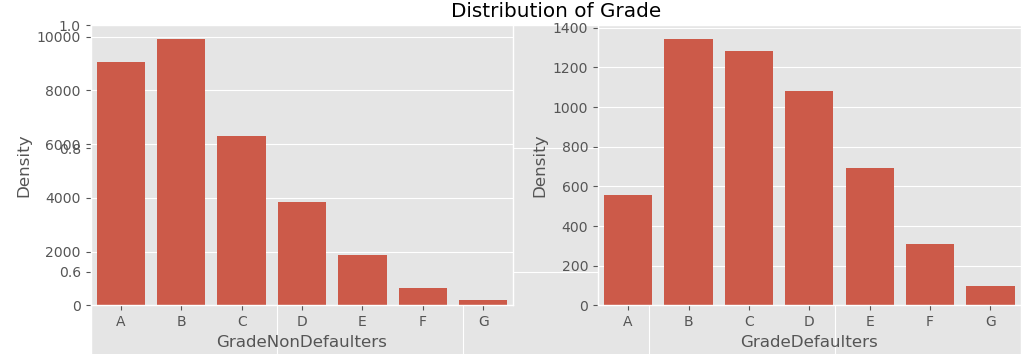 Distribution of Grade
1.0
10000
8000
6000
0.8
4000
2000
0.6
0
Density
A B C D E F G
GradeNonDefaulters
1400
1200
1000
800
600
400
200
0
Density
A B C D E F G
GradeDefaulters